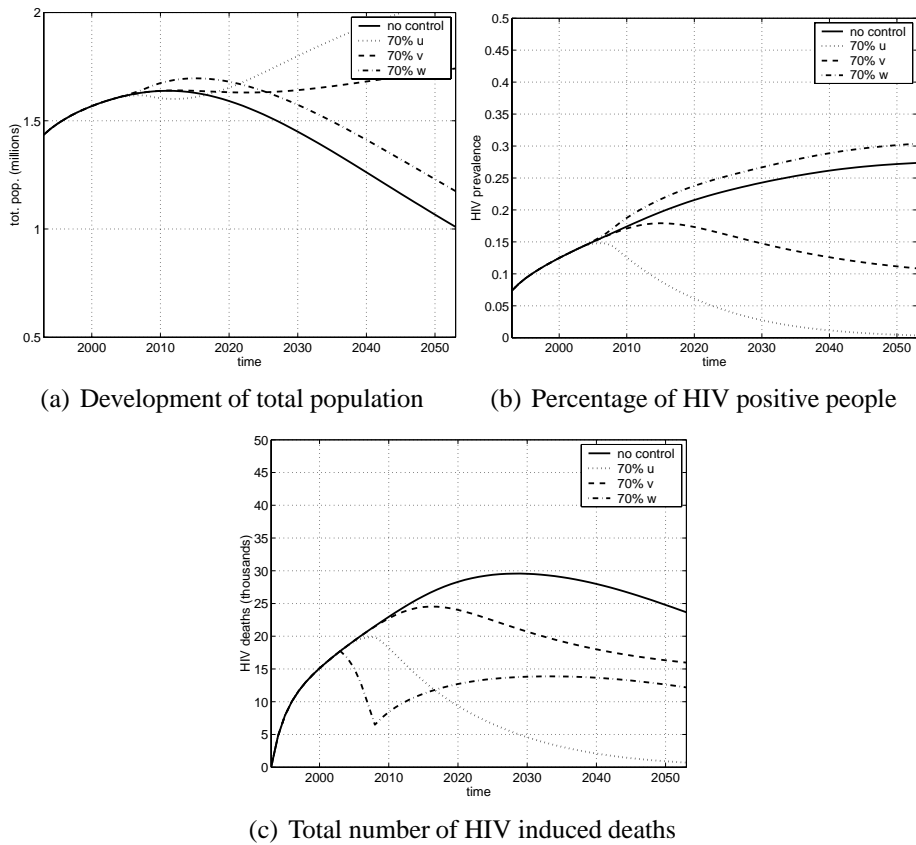 2
1.5
1
0.5
tot. pop. (millions)
2000 2010 2020 2030 2040 2050
time
no control
70% u
70% v
70% w
(a) Development of total population
0.5
0.45
0.4
0.35
0.3
0.25
0.2
0.15
0.1
0.05
0
HIV prevalence
2000 2010 2020 2030 2040 2050
time
no control
70% u
70% v
70% w
(b) Percentage of HIV positive people
50
45
40
35
30
25
20
15
10
5
0
HIV deaths (thousands)
2000 2010 2020 2030 2040 2050
time
no control
70% u
70% v
70% w
(c) Total number of HIV induced deaths